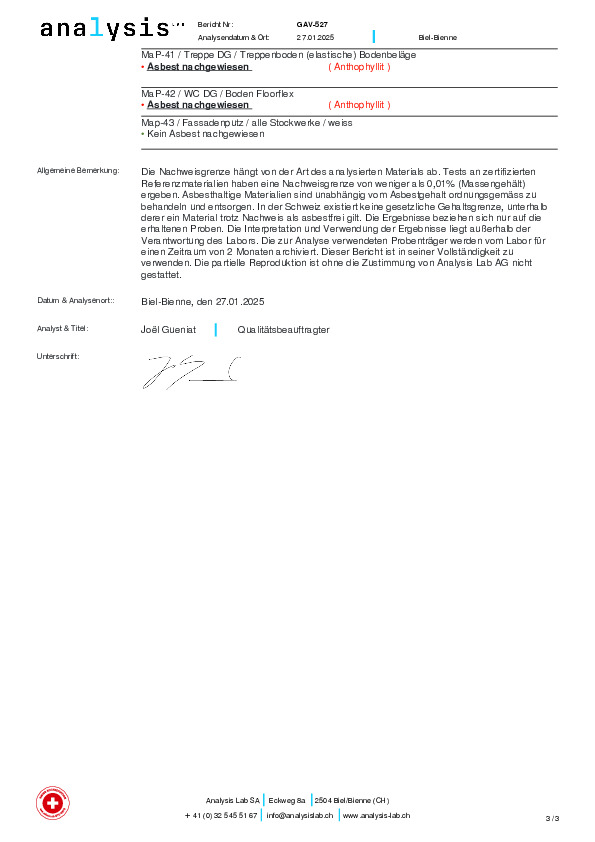 analysis
Bericht Nr: GAV-527
Analysendatum & Ort: 27.01.2025 Biel-Bienne
MaP-41 / Treppe DG / Treppenboden (elastische) Bodenbeläge
• Asbest nachgewiesen ( Anthophyllit )
MaP-42 / WC DG / Boden Floorflex
• Asbest nachgewiesen ( Anthophyllit )
Map-43 / Fassadenputz / alle Stockwerke / weiss
• Kein Asbest nachgewiesen
Allgemeine Bemerkung:
Die Nachweisgrenze hängt von der Art des analysierten Materials ab. Tests an zertifizierten
Referenzmaterialien haben eine Nachweisgrenze von weniger als 0,01% (Massengehält)
ergeben. Asbesthaltige Materialien sind unabhängig vom Asbestgehalt ordnungsgemäss zu
behandeln und entsorgen. In der Schweiz existiert keine gesetzliche Gehaltsgrenze, unterhalb
derer ein Material trotz Nachweis als asbestfrei gilt. Die Ergebnisse beziehen sich nur auf die
erhaltenen Proben. Die Interpretation und Verwendung der Ergebnisse liegt außerhalb der
Verantwortung des Labors. Die zur Analyse verwendeten Probenträger werden vom Labor für
einen Zeitraum von 2 Monaten archiviert. Dieser Bericht ist in seiner Vollständigkeit zu
verwenden. Die partielle Reproduktion ist ohne die Zustimmung von Analysis Lab AG nicht
gestattet.
Datum & Analysenort:: Biel-Bienne, den 27.01.2025
Analyst & Titel: Joël Gueniat Qualitätsbeauftragter
Unterschrift:
Analysis Lab SA Eckweg 8a 2504 Biel/Bienne (CH)
+ 41 (0) 32 545 51 67 info@analysislab.ch www.analysis-lab.ch
3 / 3